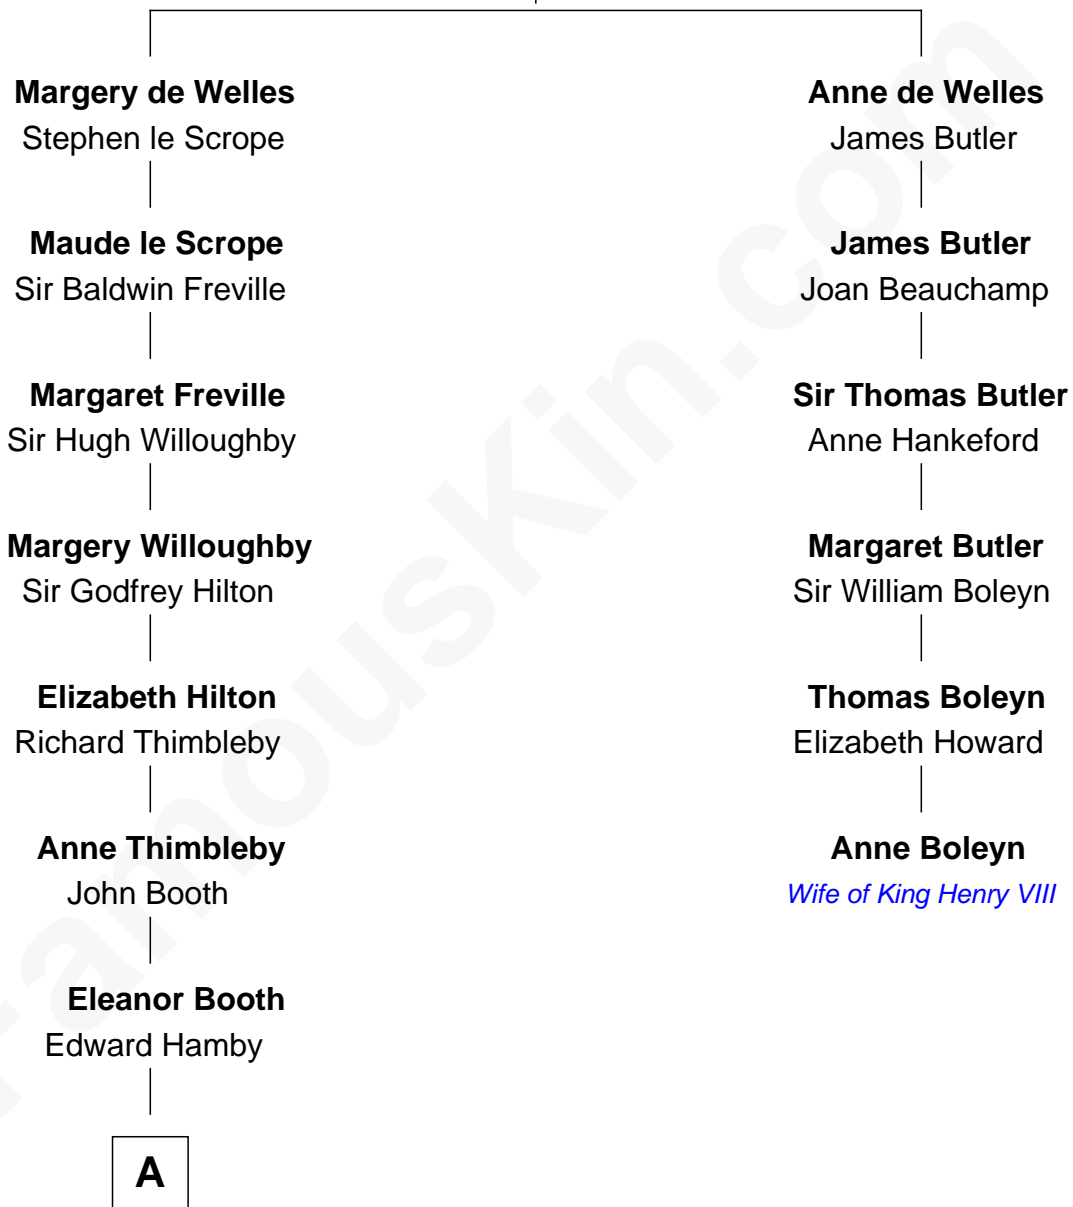 Margery de Welles
Stephen le Scrope
Anne de Welles
James Butler
Maude le Scrope
Sir Baldwin Freville
James Butler
Joan Beauchamp
Margaret Freville
Sir Hugh Willoughby
Sir Thomas Butler
Anne Hankeford
Margery Willoughby
Sir Godfrey Hilton
Margaret Butler
Sir William Boleyn
Elizabeth Hilton
Richard Thimbleby
Thomas Boleyn
Elizabeth Howard
Anne Thimbleby
John Booth
Anne Boleyn
Wife of King Henry VIII
Eleanor Booth
Edward Hamby
A
FamousKin.com